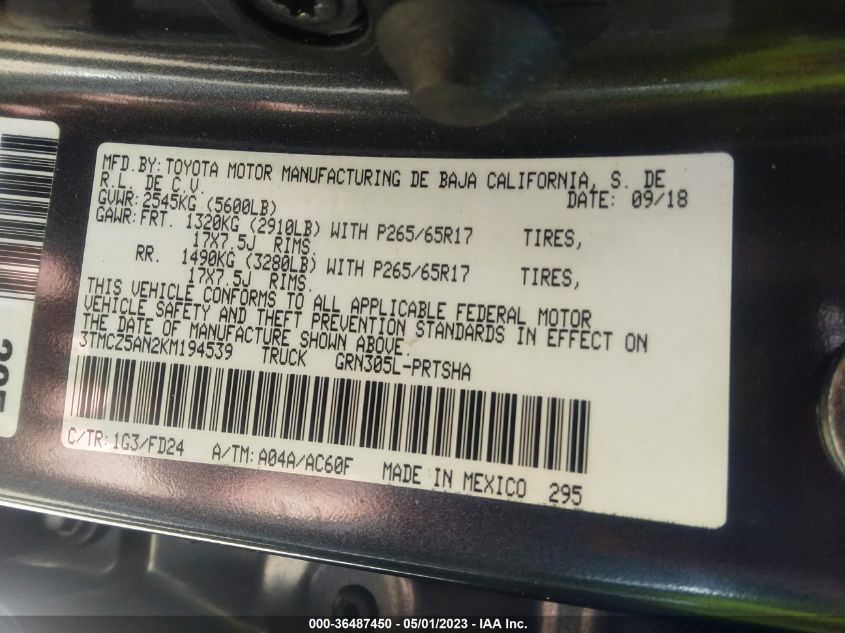 MFD.BY: TOYOTA MOTOR MANUFACTURING DE BAJA CALIFORNIA, S. DE
R.L. DE C.V. DATE: 09/18
GVWR: 2545KG (5600LB)
GAWR: FRT. 1320KG (2910LB) WITH P265/65R17 TIRES,
17X7.5J RIMS.
RR. 1490KG (3280LB) WITH P265/65R17 TIRES,
17X7.5J RIMS.
THIS VEHICLE CONFORMS TO ALL APPLICABLE FEDERAL MOTOR
VEHICLE SAFETY AND THEFT PREVENTION STANDARDS IN EFFECT ON
THE DATE OF MANUFACTURE SHOWN ABOVE.
3TMCZ5AN2KM194539 TRUCK GRN305L-PRTSHA
C/TR: 1G3/FD24 A/TM: A04A/AC60F MADE IN MEXICO 295
000-36487450 - 05/01/2023 - IAA Inc.